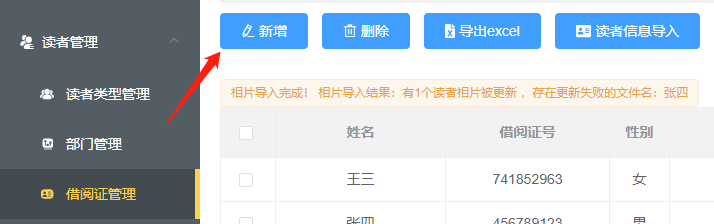 读者管理
读者类型管理
部门管理
借阅证管理
新增 删除 导出excel 读者信息导入
相片导入完成！ 相片导入结果：有1个读者相片被更新 ，存在更新失败的文件名：张四
姓名 借阅证号 性别
王三 741852963 女
张四 456789123 男